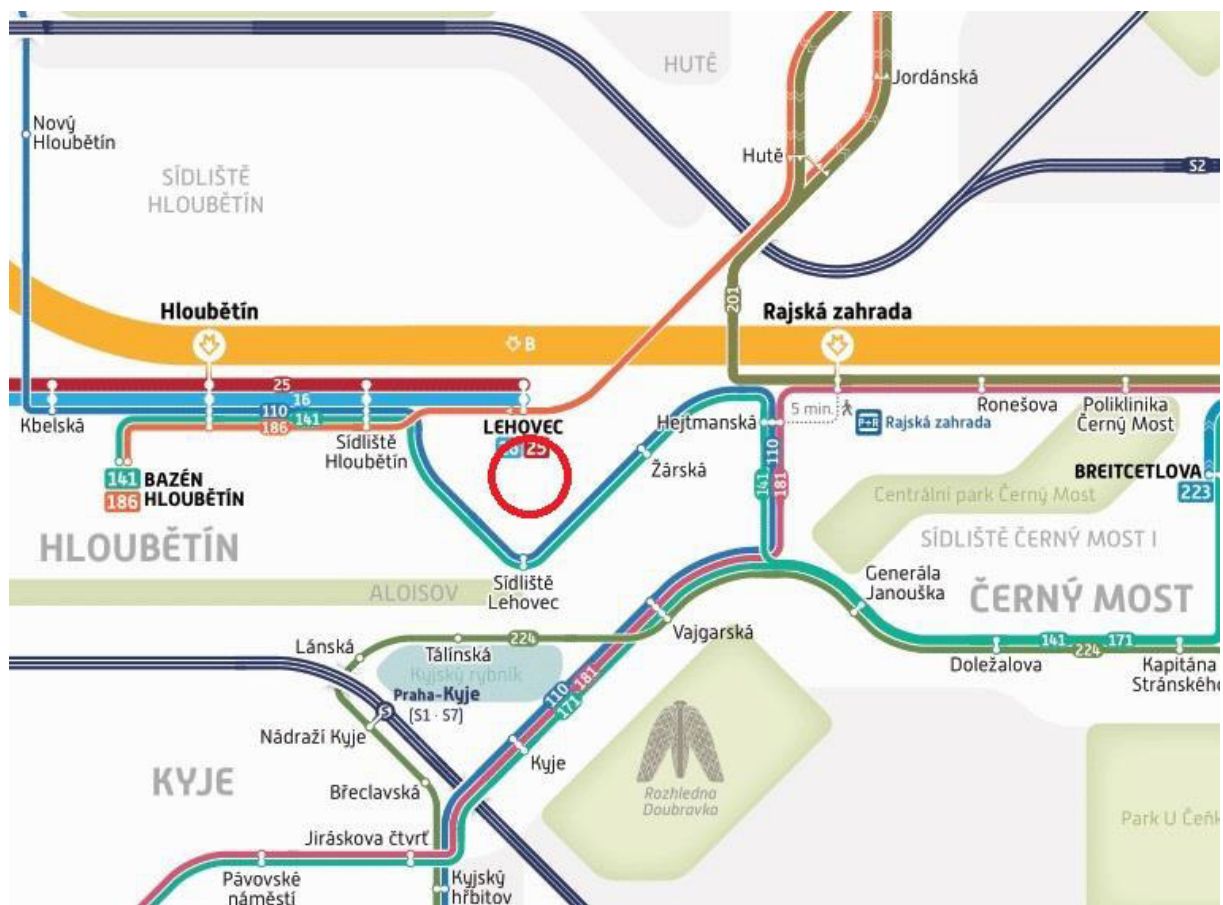 HUTĚ
Jordánská
Nový
Hloubětín
Hutě
S2
SÍDLIŠTĚ
HLOUBĚTÍN
201
Hloubětín
Rajská zahrada
B
25
16
110
141
186
Kbelská
Sídliště
Hloubětín
LEHOVEC
16 25
Hejtmanská
5 min.
P+R Rajská zahrada
Ronešova
Poliklinika
Černý Most
Žárská
110
141
181
141 BAZÉN
186 HLOUBĚTÍN
BREITCETLOVA
223
Centrální park Černý Most
SÍDLIŠTĚ ČERNÝ MOST I
HLOUBĚTÍN
Sídliště
Lehovec
ALOISOV
Generála
Janouška
ČERNÝ MOST
Vajgarská
Lánská
224
Tálínská
Kyjský rybník
141 171
224
Doležalova
Kapitána
Stránského
Praha-Kyje
(S1 · S7)
S
110
181
171
Nádraží Kyje
Kyje
KYJE
Břeclavská
Rozhledna
Doubravka
Park U Čeňk
Jiráskova čtvrť
Pávovské
náměstí
Kyjský
hřbitov